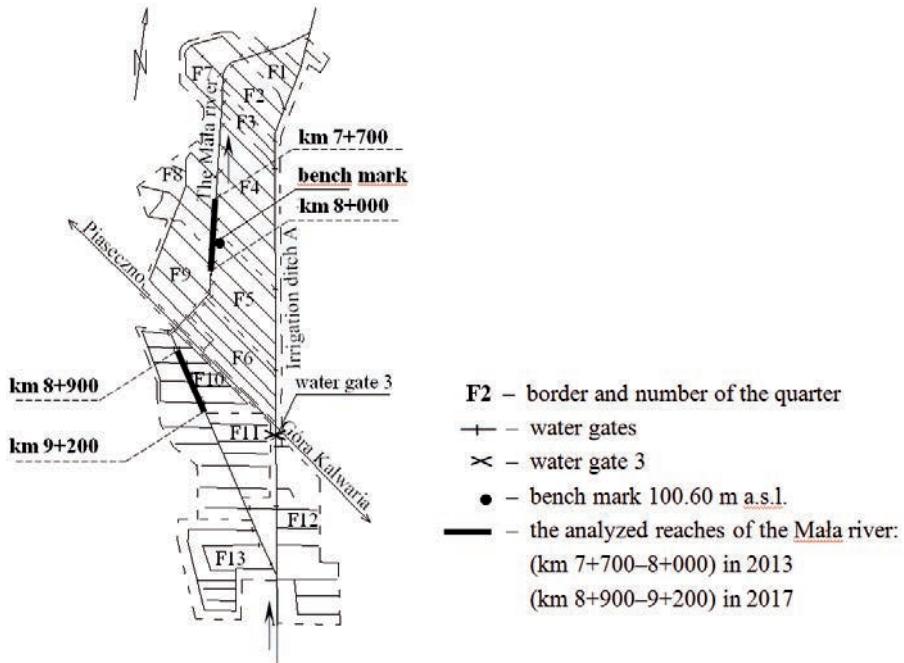 N
F7
F1
F2
F3
The Mała river
km 7+700
F8
F4
bench mark
km 8+000
Piaseczno
F9
F5
Irrigation ditch A
F6
km 8+900
F10
water gate 3
km 9+200
F11
Góra Kalwaria
F12
F13
F2 – border and number of the quarter
– water gates
– water gate 3
– bench mark 100.60 m a.s.l.
– the analyzed reaches of the Mała river:
(km 7+700–8+000) in 2013
(km 8+900–9+200) in 2017